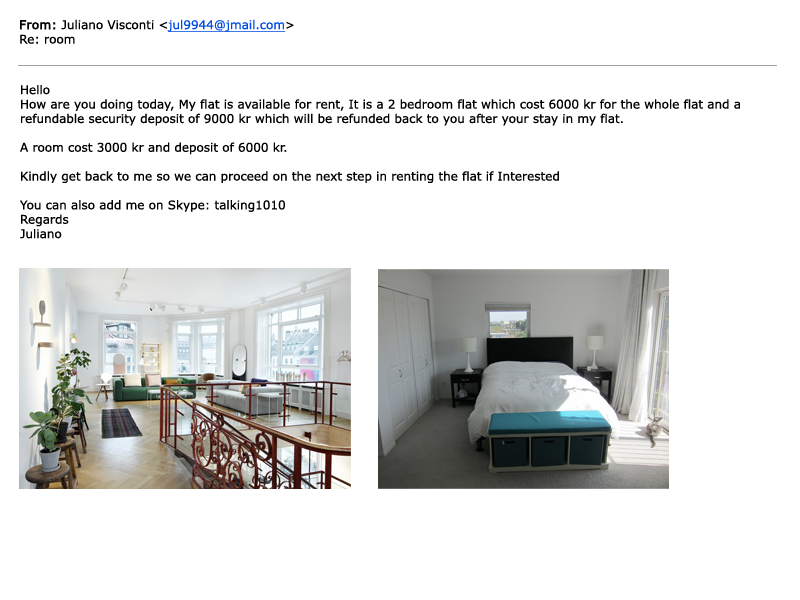 From: Juliano Visconti <jul9944@jmail.com>
Re: room
Hello
How are you doing today, My flat is available for rent, It is a 2 bedroom flat which cost 6000 kr for the whole flat and a
refundable security deposit of 9000 kr which will be refunded back to you after your stay in my flat.
A room cost 3000 kr and deposit of 6000 kr.
Kindly get back to me so we can proceed on the next step in renting the flat if Interested
You can also add me on Skype: talking1010
Regards
Juliano